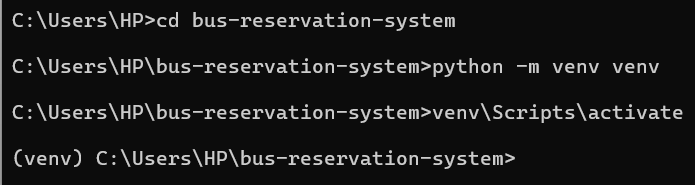 C:\Users\HP>cd bus-reservation-system
C:\Users\HP\bus-reservation-system>python -m venv venv
C:\Users\HP\bus-reservation-system>venv\Scripts\activate
(venv) C:\Users\HP\bus-reservation-system>